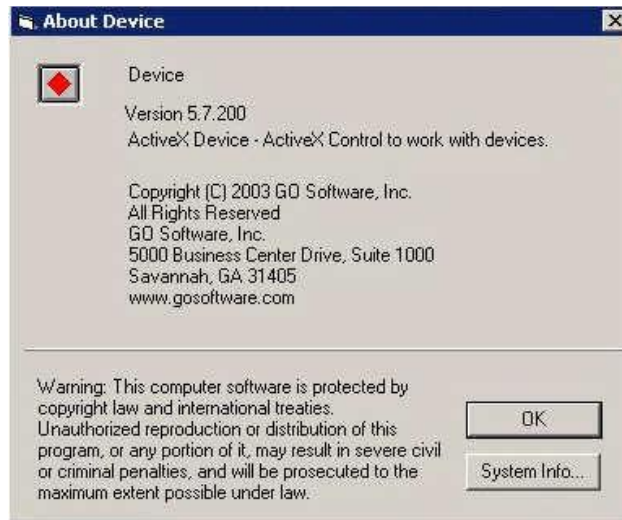 About Device
Device
Version 5.7.200
ActiveX Device - ActiveX Control to work with devices.
Copyright (C) 2003 GO Software, Inc.
All Rights Reserved
GO Software, Inc.
5000 Business Center Drive, Suite 1000
Savannah, GA 31405
www.gosoftware.com
Warning: This computer software is protected by
copyright law and international treaties.
Unauthorized reproduction or distribution of this
program, or any portion of it, may result in severe civil
or criminal penalties, and will be prosecuted to the
maximum extent possible under law.
OK
System Info...